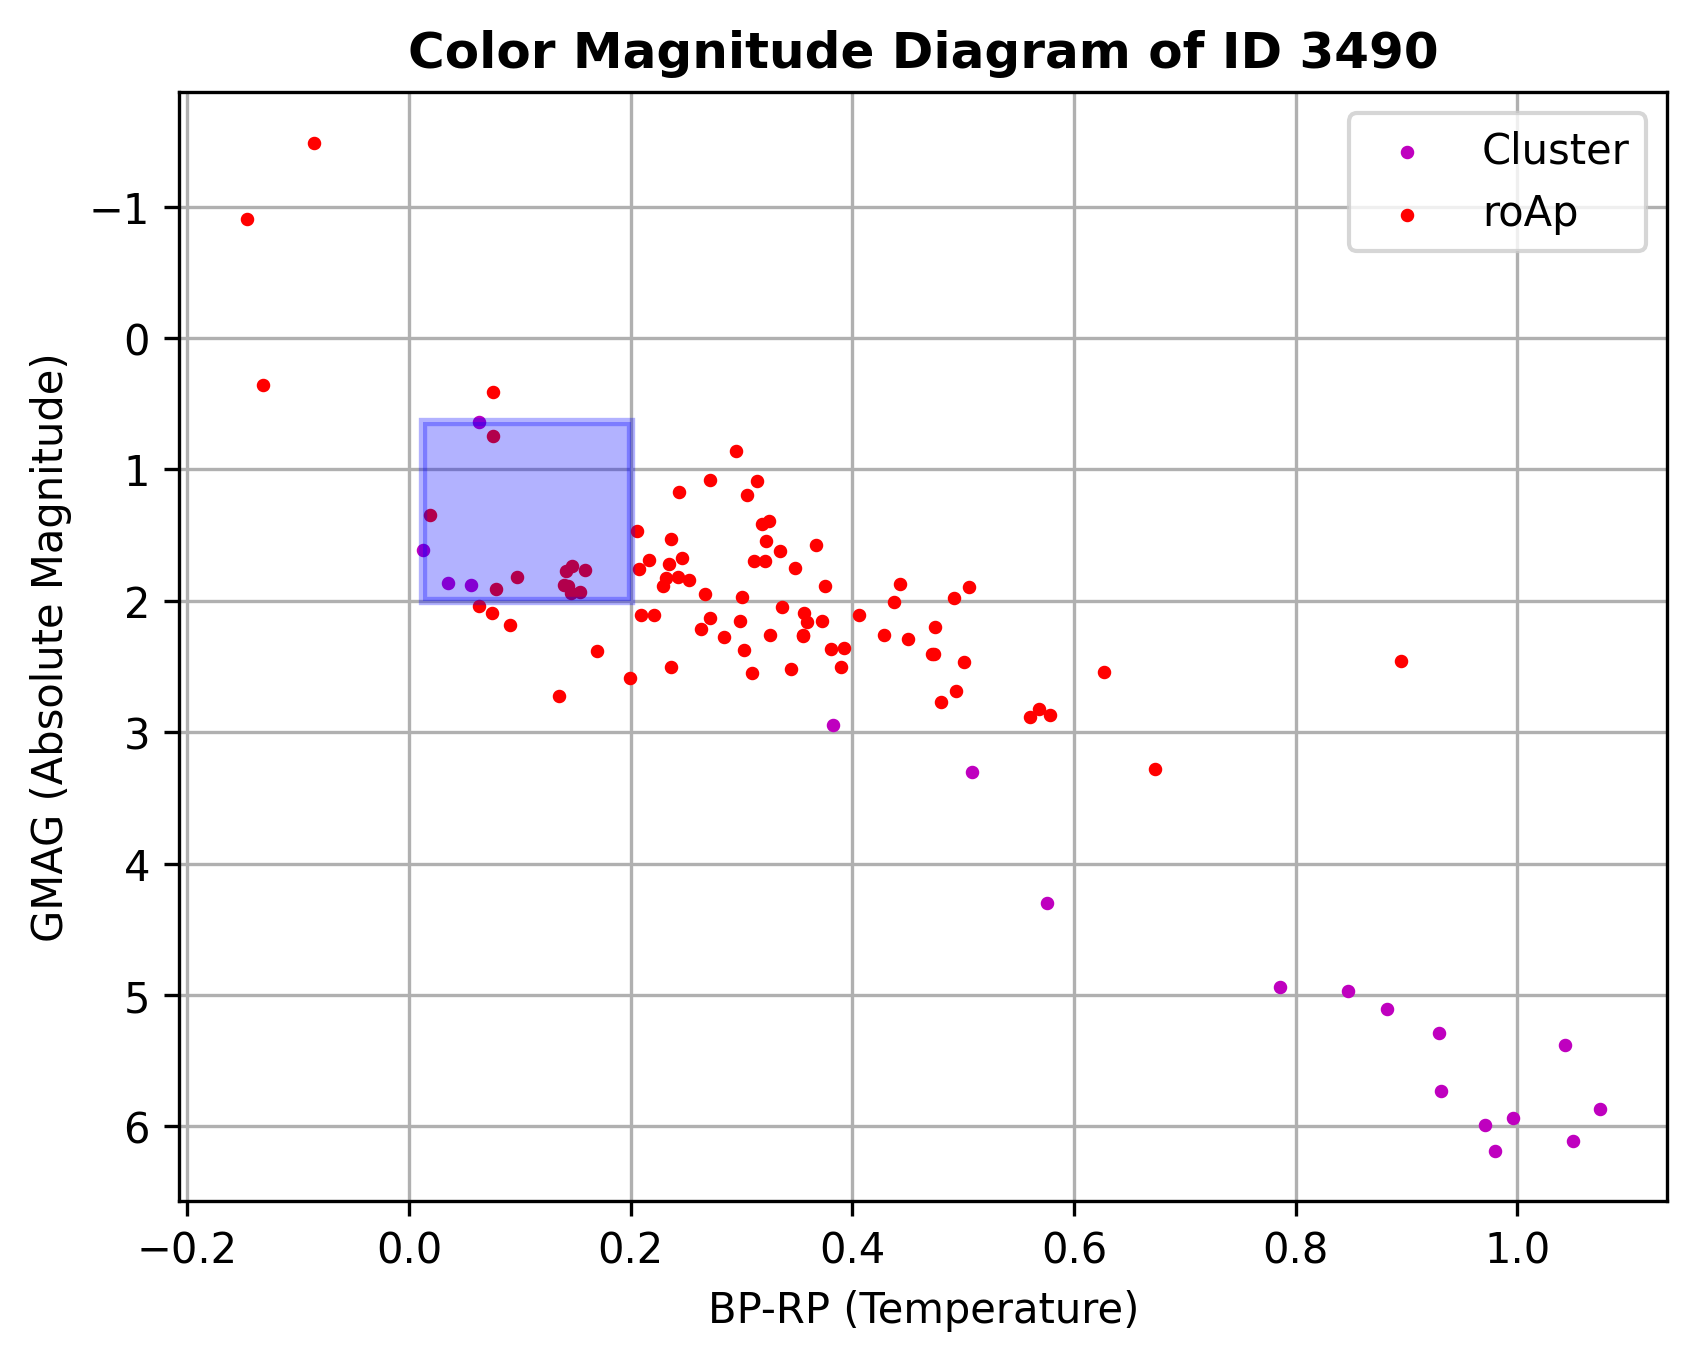 Color Magnitude Diagram of ID 3490
Cluster
roAp
GMAG (Absolute Magnitude)
−1
0
1
2
3
4
5
6
−0.2 0.0 0.2 0.4 0.6 0.8 1.0
BP-RP (Temperature)